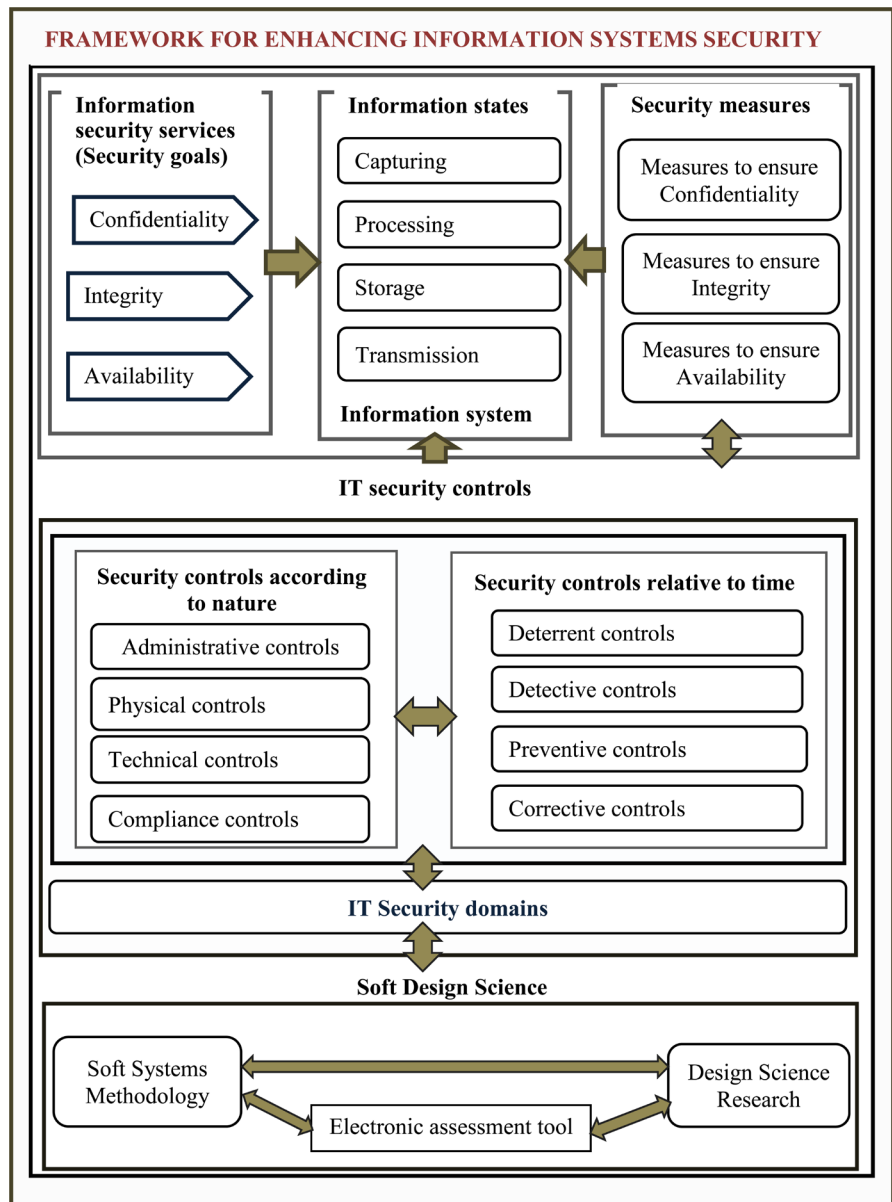 FRAMEWORK FOR ENHANCING INFORMATION SYSTEMS SECURITY
Information
security services
(Security goals)
Confidentiality
Integrity
Availability
Information states
Capturing
Processing
Storage
Transmission
Information system
Security measures
Measures to ensure
Confidentiality
Measures to ensure
Integrity
Measures to ensure
Availability
IT security controls
Security controls according
to nature
Administrative controls
Physical controls
Technical controls
Compliance controls
Security controls relative to time
Deterrent controls
Detective controls
Preventive controls
Corrective controls
IT Security domains
Soft Design Science
Soft Systems
Methodology
Electronic assessment tool
Design Science
Research